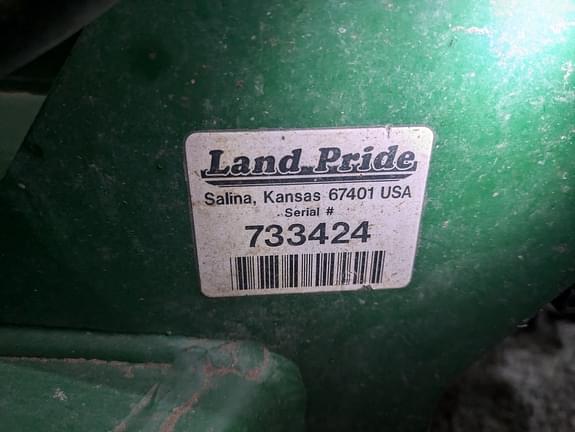 Land Pride
Salina, Kansas 67401 USA
Serial #
733424